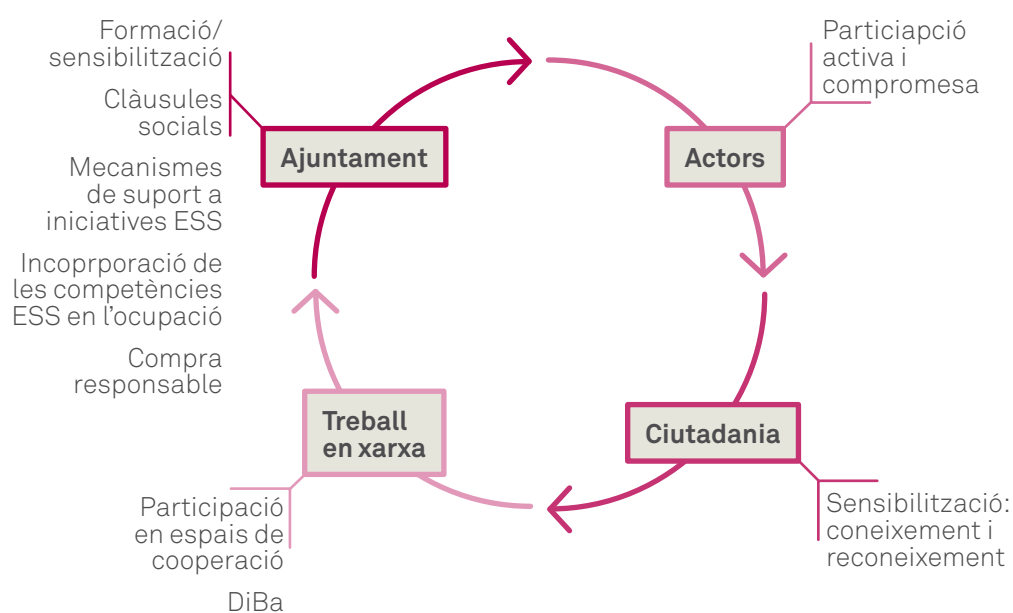 Formació/
sensibilització
Clàusules
socials
Mecanismes
de suport a
iniciatives ESS
Incoprporació de
les competències
ESS en l’ocupació
Compra
responsable
Ajuntament
Particiapció
activa i
compromesa
Actors
Ciutadania
Sensibilització:
coneixement i
reconeixement
Treball
en xarxa
Participació
en espais de
cooperació
DiBa